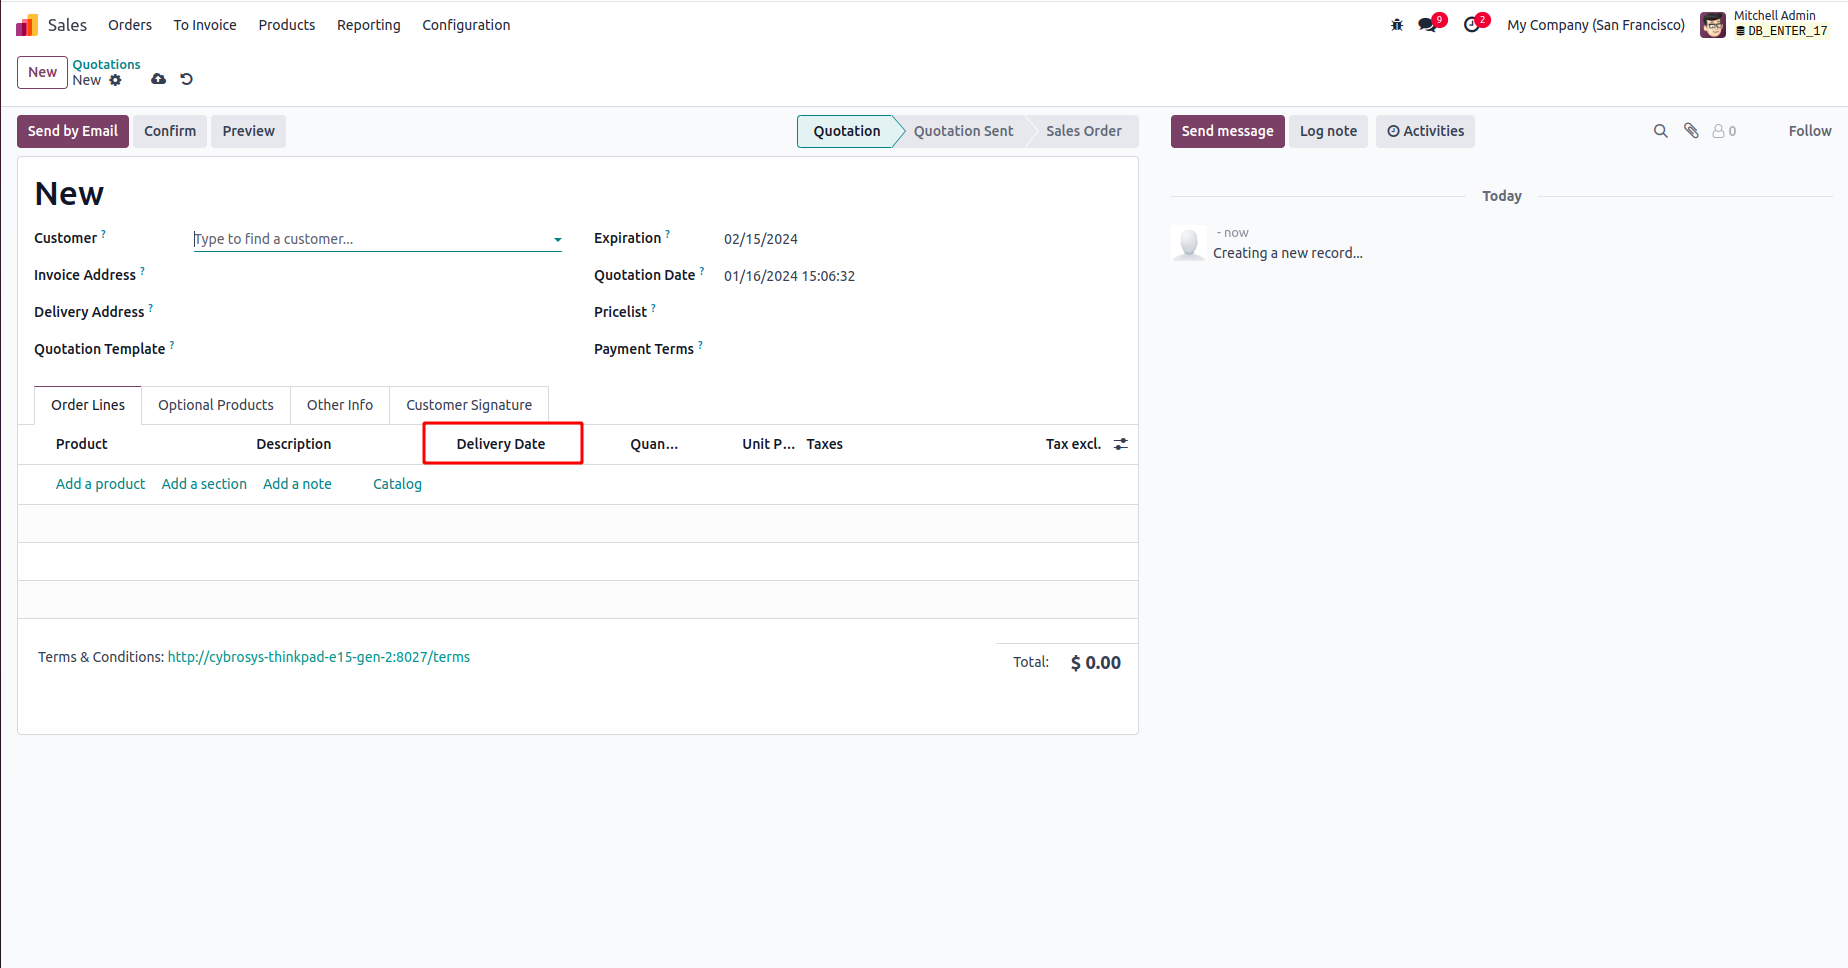 Sales Orders To Invoice Products Reporting Configuration 9 2 My Company (San Francisco) Mitchell Admin
DB_ENTER_17
New Quotations
New
Send by Email Confirm Preview Quotation Quotation Sent Sales Order Send message Log note Activities 0 Follow
New
Today
Customer ? Type to find a customer... Expiration ? 02/15/2024
- now
Creating a new record...
Invoice Address ? Quotation Date ? 01/16/2024 15:06:32
Delivery Address ? Pricelist ?
Quotation Template ? Payment Terms ?
Order Lines Optional Products Other Info Customer Signature
Product Description Delivery Date Quan... Unit P... Taxes Tax excl.
Add a product Add a section Add a note Catalog
Terms & Conditions: http://cybrosys-thinkpad-e15-gen-2:8027/terms
Total: $ 0.00